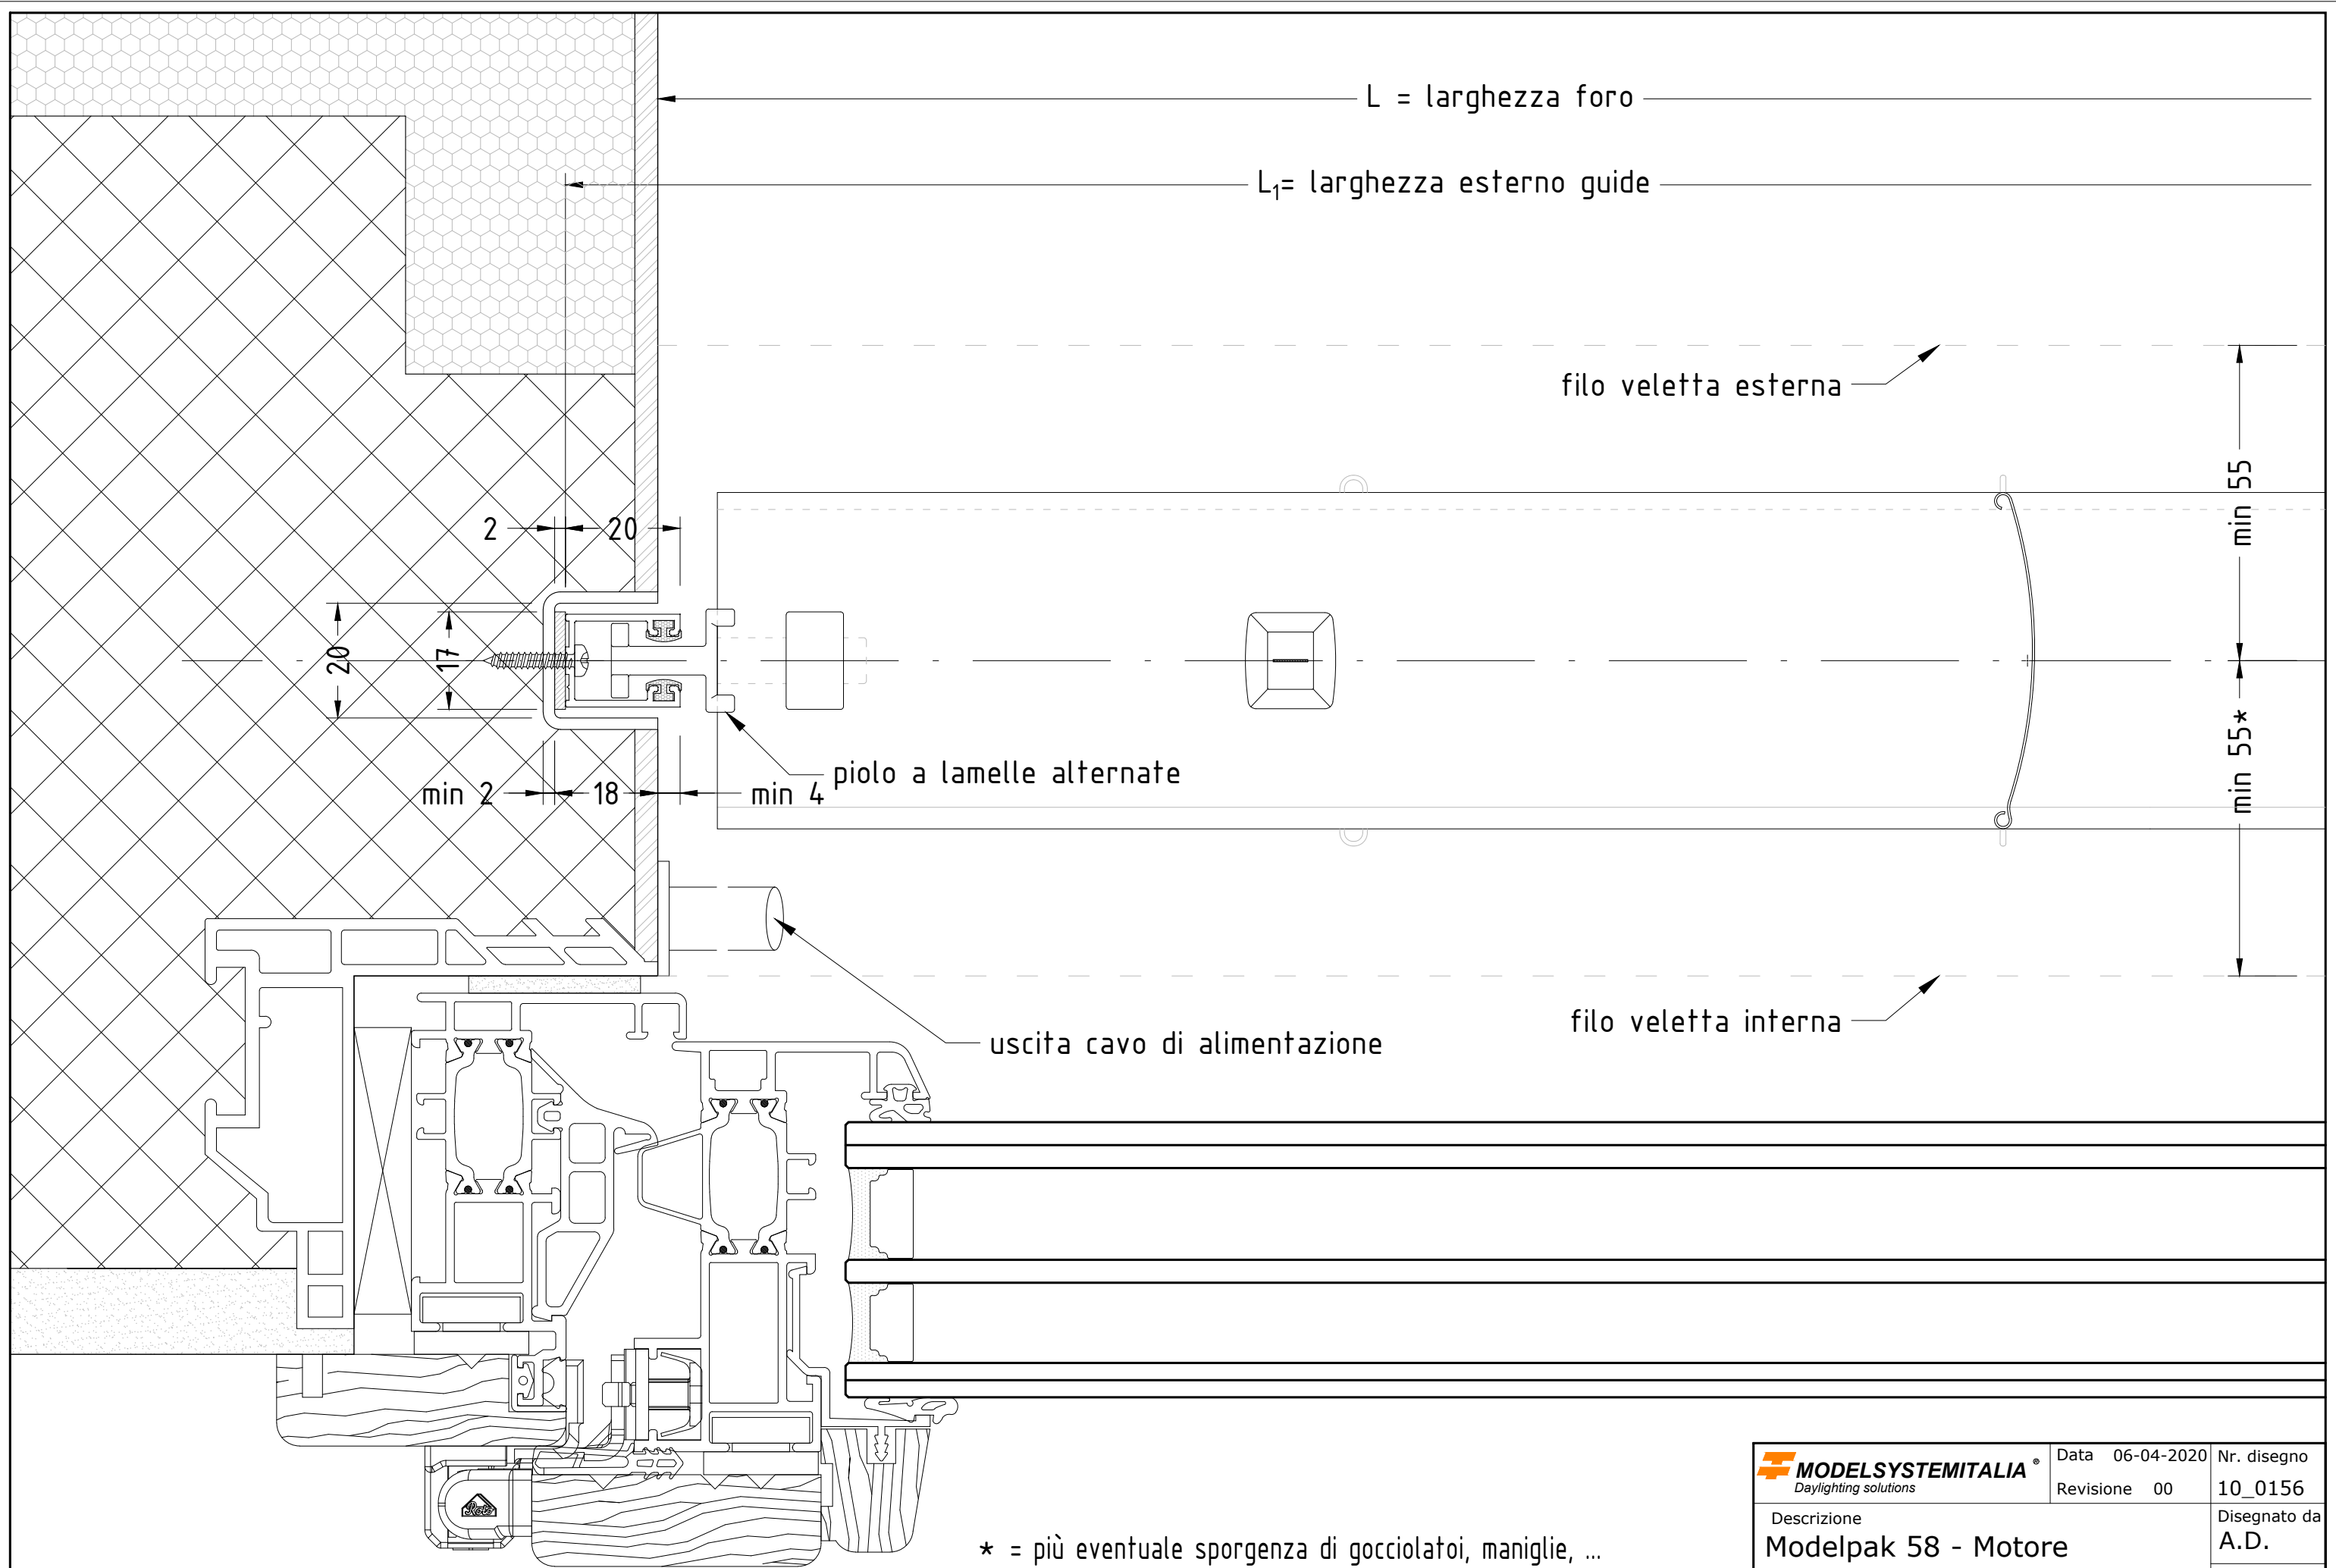 L = larghezza foro
L1= larghezza esterno guide
filo veletta esterna
min 55
2
20
20
17
min 55*
piolo a lamelle alternate
min 2
18
min 4
uscita cavo di alimentazione
filo veletta interna
Roto
* = più eventuale sporgenza di gocciolatoi, maniglie, ...
MODELSYSTEMITALIA ®
Daylighting solutions
Data 06-04-2020
Revisione 00
Nr. disegno
10_0156
Descrizione
Modelpak 58 - Motore
Disegnato da
A.D.